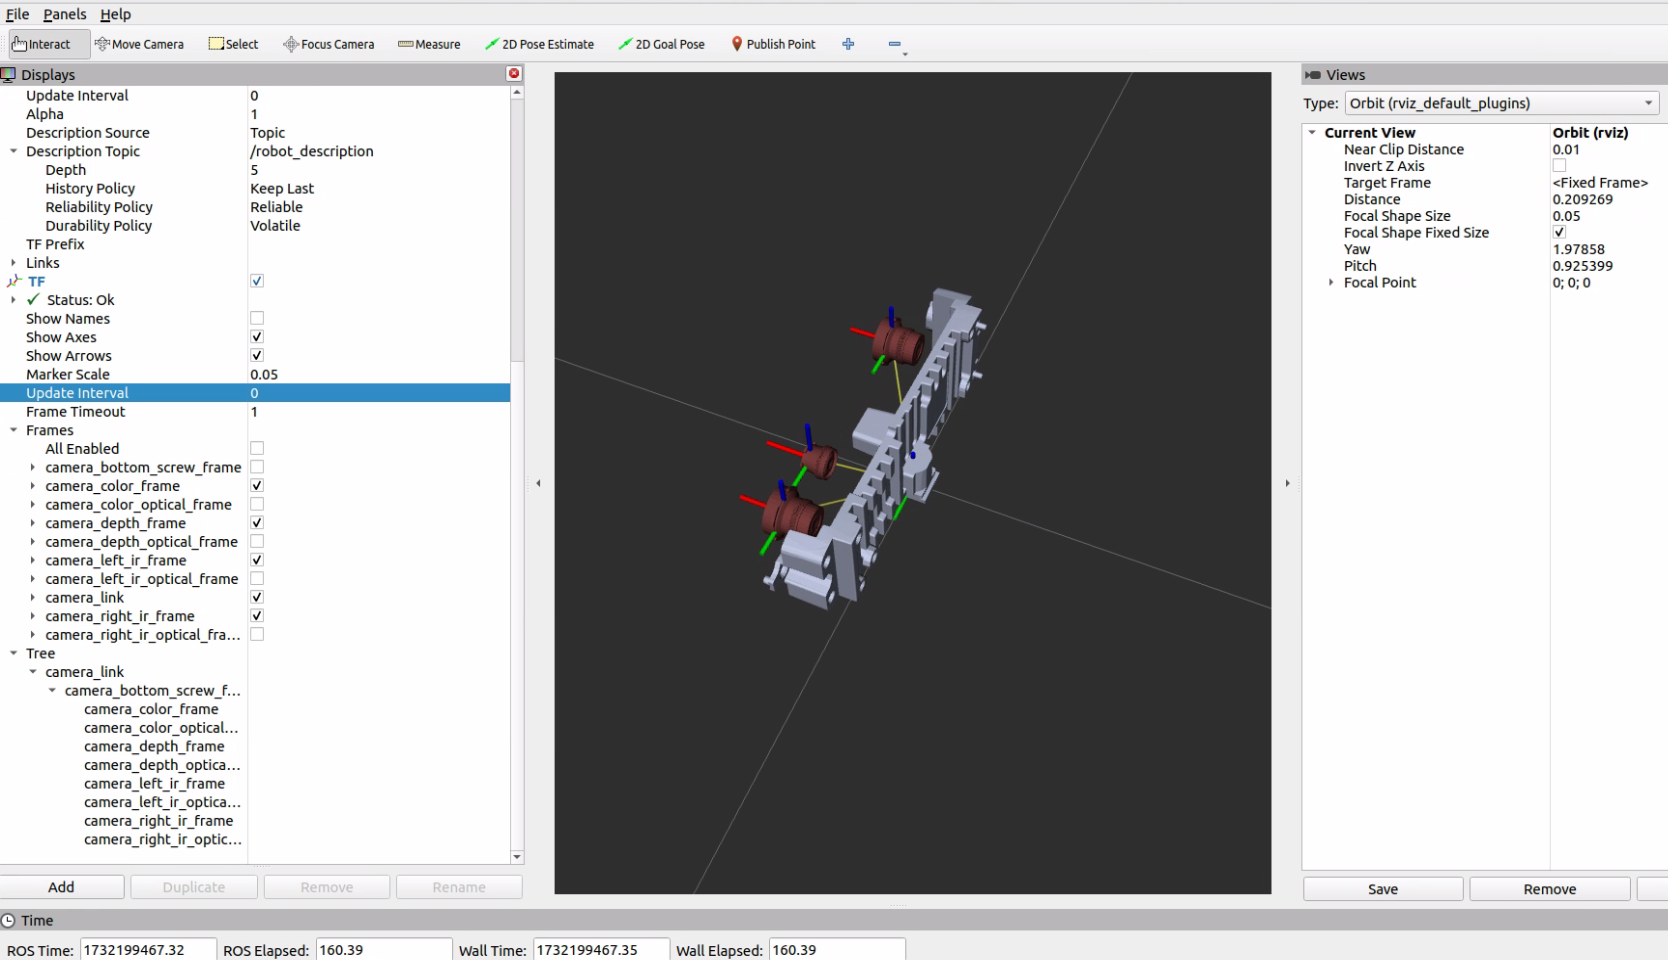 File Panels Help
Interact Move Camera Select Focus Camera Measure 2D Pose Estimate 2D Goal Pose Publish Point
Displays
Update Interval 0
Alpha 1
Description Source Topic
Description Topic /robot_description
Depth 5
History Policy Keep Last
Reliability Policy Reliable
Durability Policy Volatile
TF Prefix
Links
TF
Status: Ok
Show Names
Show Axes
Show Arrows
Marker Scale 0.05
Update Interval 0
Frame Timeout 1
Frames
All Enabled
camera_bottom_screw_frame
camera_color_frame
camera_color_optical_frame
camera_depth_frame
camera_depth_optical_frame
camera_left_ir_frame
camera_left_ir_optical_frame
camera_link
camera_right_ir_frame
camera_right_ir_optical_fra...
Tree
camera_link
camera_bottom_screw_f...
camera_color_frame
camera_color_optical...
camera_depth_frame
camera_depth_optica...
camera_left_ir_frame
camera_left_ir_optica...
camera_right_ir_frame
camera_right_ir_optic...
Add Duplicate Remove Rename
Views
Type: Orbit (rviz_default_plugins)
Current View Orbit (rviz)
Near Clip Distance 0.01
Invert Z Axis
Target Frame <Fixed Frame>
Distance 0.209269
Focal Shape Size 0.05
Focal Shape Fixed Size
Yaw 1.97858
Pitch 0.925399
Focal Point 0; 0; 0
Save Remove
Time
ROS Time: 1732199467.32 ROS Elapsed: 160.39 Wall Time: 1732199467.35 Wall Elapsed: 160.39